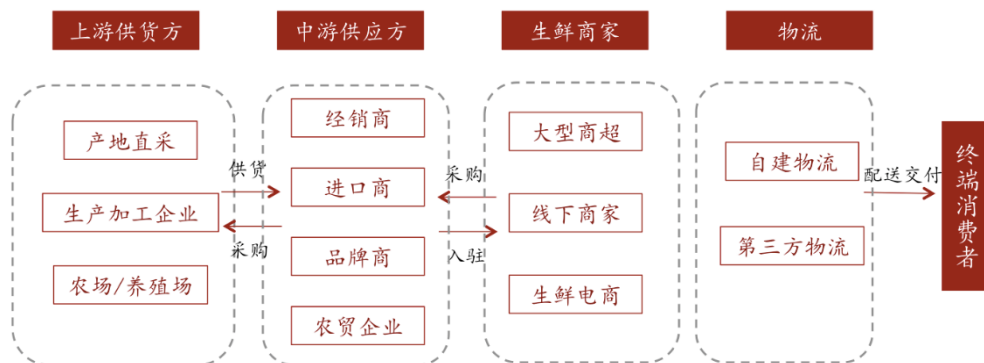 上游供货方
中游供应方
生鲜商家
物流
产地直采
生产加工企业
农场/养殖场
供货
采购
经销商
进口商
品牌商
农贸企业
采购
入驻
大型商超
线下商家
生鲜电商
自建物流
第三方物流
配送交付
终端消费者